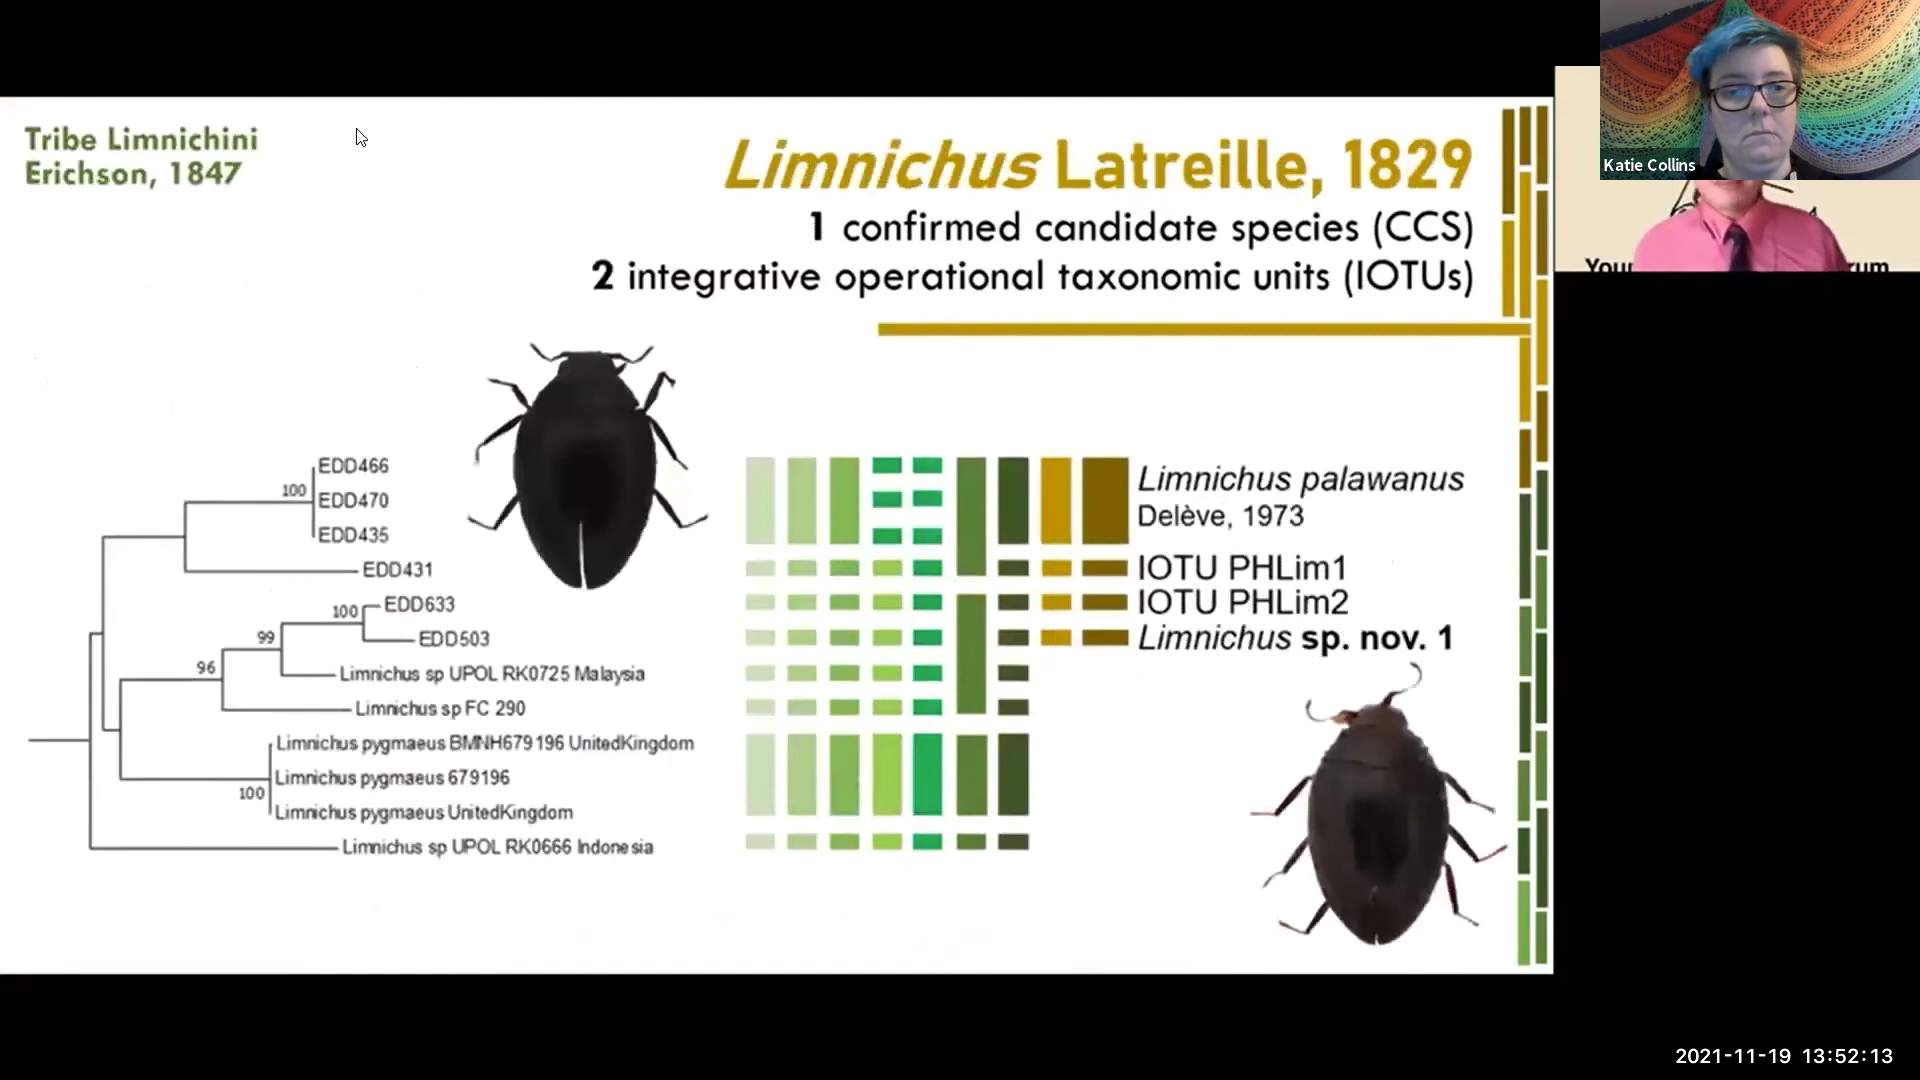 Tribe Limnichini
Erichson, 1847
Limnichus Latreille, 1829
1 confirmed candidate species (CCS)
2 integrative operational taxonomic units (IOTUs)
Katie Collins
EDD466
100
EDD470
EDD435
EDD431
100
EDD633
99
EDD503
96
Limnichus sp UPOL RK0725 Malaysia
Limnichus sp FC 290
Limnichus pygmaeus BMNH679196 UnitedKingdom
Limnichus pygmaeus 679196
100
Limnichus pygmaeus UnitedKingdom
Limnichus sp UPOL RK0666 Indonesia
Limnichus palawanus
Delève, 1973
IOTU PHLim1
IOTU PHLim2
Limnichus sp. nov. 1
2021-11-19 13:52:13